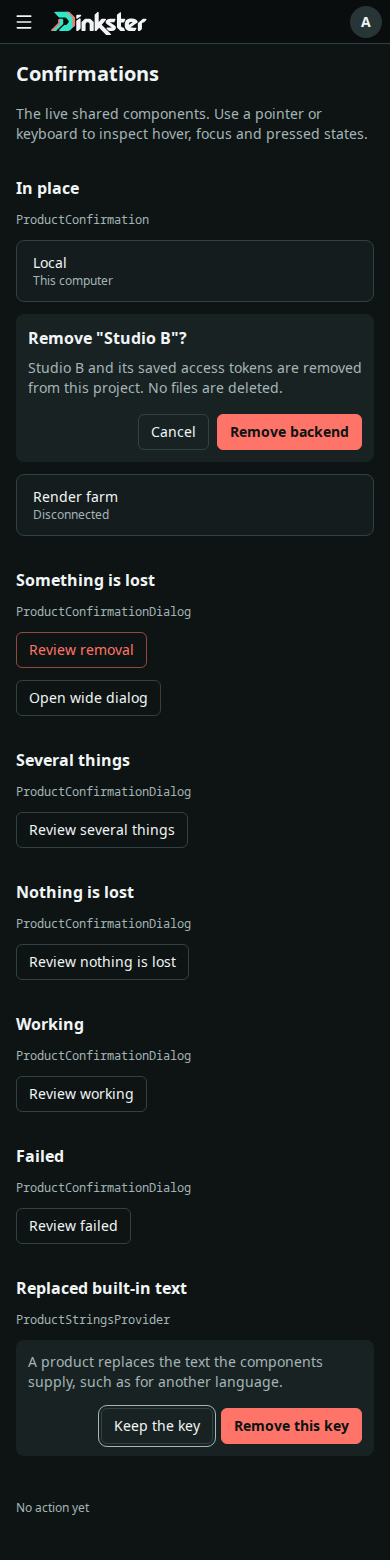 Dinkster
A
Confirmations
The live shared components. Use a pointer or
keyboard to inspect hover, focus and pressed states.
In place
ProductConfirmation
Local
This computer
Remove "Studio B"?
Studio B and its saved access tokens are removed
from this project. No files are deleted.
Cancel
Remove backend
Render farm
Disconnected
Something is lost
ProductConfirmationDialog
Review removal
Open wide dialog
Several things
ProductConfirmationDialog
Review several things
Nothing is lost
ProductConfirmationDialog
Review nothing is lost
Working
ProductConfirmationDialog
Review working
Failed
ProductConfirmationDialog
Review failed
Replaced built-in text
ProductStringsProvider
A product replaces the text the components
supply, such as for another language.
Keep the key
Remove this key
No action yet